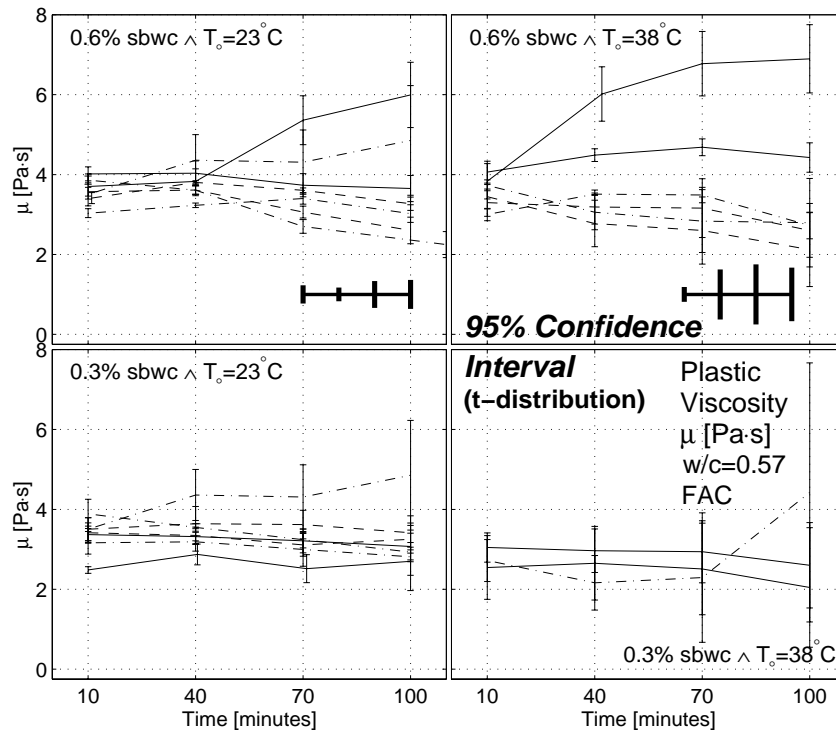 8
6
4
2
0
μ [Pa·s]
0.6% sbwc ∧ T₀=23°C
0.6% sbwc ∧ T₀=38°C
95% Confidence
Interval
(t−distribution)
8
6
4
2
0
μ [Pa·s]
0.3% sbwc ∧ T₀=23°C
Plastic
Viscosity
μ [Pa·s]
w/c=0.57
FAC
0.3% sbwc ∧ T₀=38°C
10 40 70 100
10 40 70 100
Time [minutes]
Time [minutes]